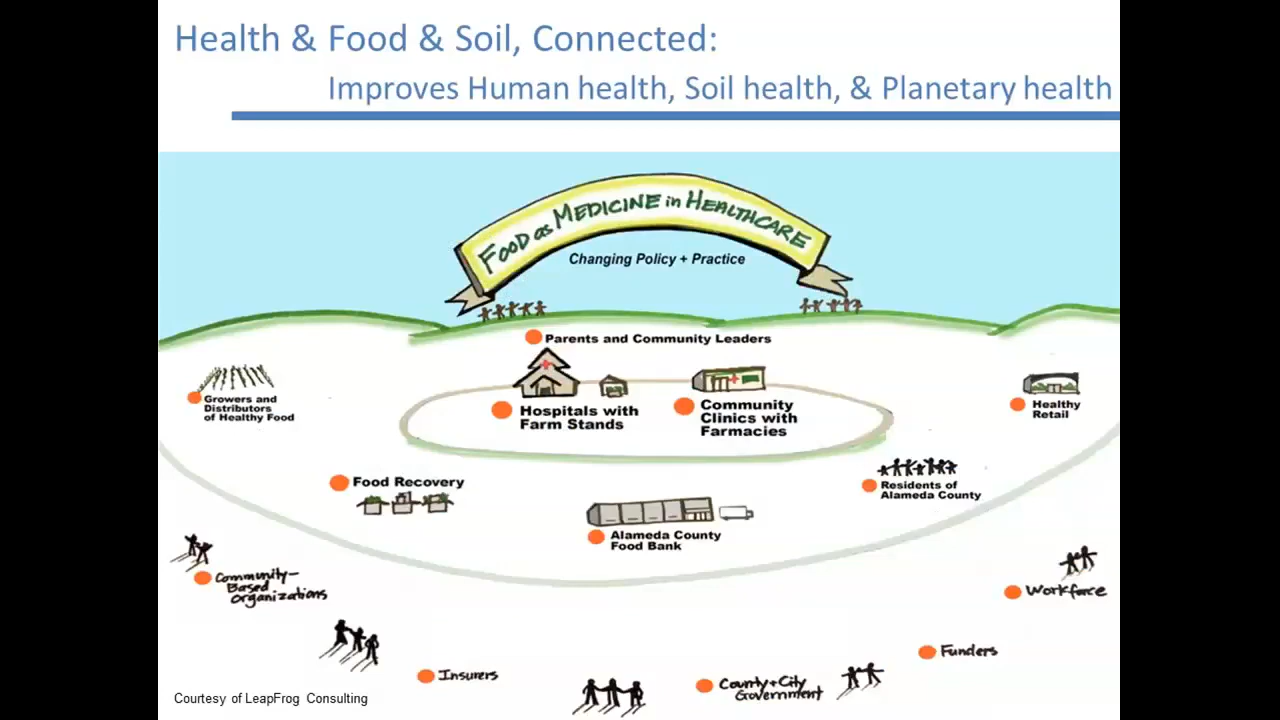 Health & Food & Soil, Connected:
Improves Human health, Soil health, & Planetary health
FOOD as MEDICINE in HEALTHCARE
Changing Policy + Practice
Parents and Community Leaders
Growers and
Distributors
of Healthy Food
Hospitals with
Farm Stands
Community
Clinics with
Farmacies
Healthy
Retail
Food Recovery
Residents of
Alameda County
Alameda County
Food Bank
Community-
Based
Organizations
Workforce
Insurers
County + City
Government
Funders
Courtesy of LeapFrog Consulting